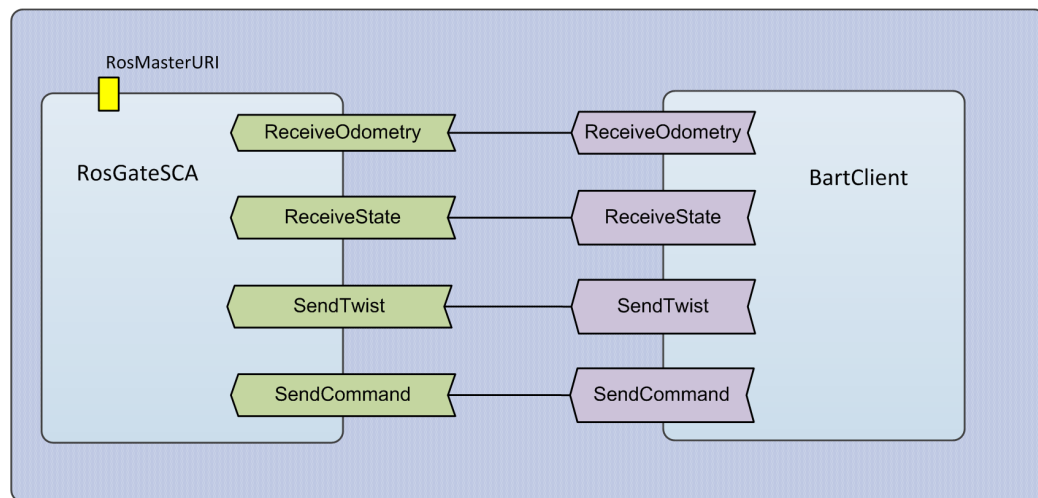 RosMasterURI
ReceiveOdometry
ReceiveOdometry
RosGateSCA
BartClient
ReceiveState
ReceiveState
SendTwist
SendTwist
SendCommand
SendCommand